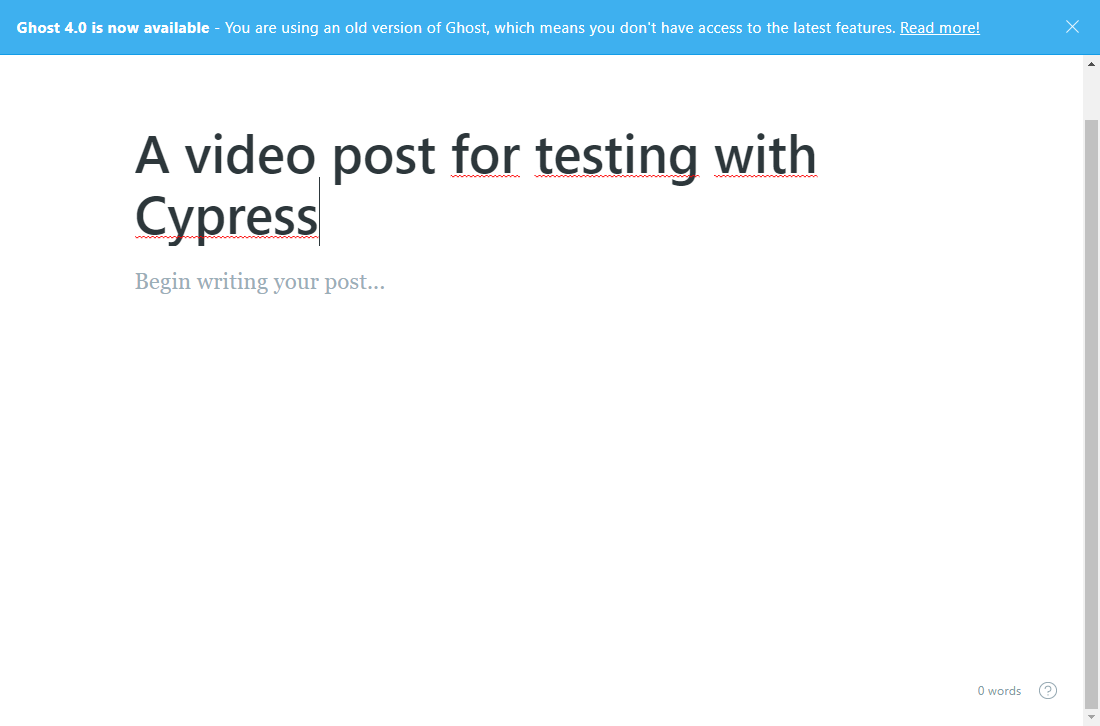 Ghost 4.0 is now available - You are using an old version of Ghost, which means you don't have access to the latest features. Read more!
A video post for testing with
Cypress
Begin writing your post...
0 words ?